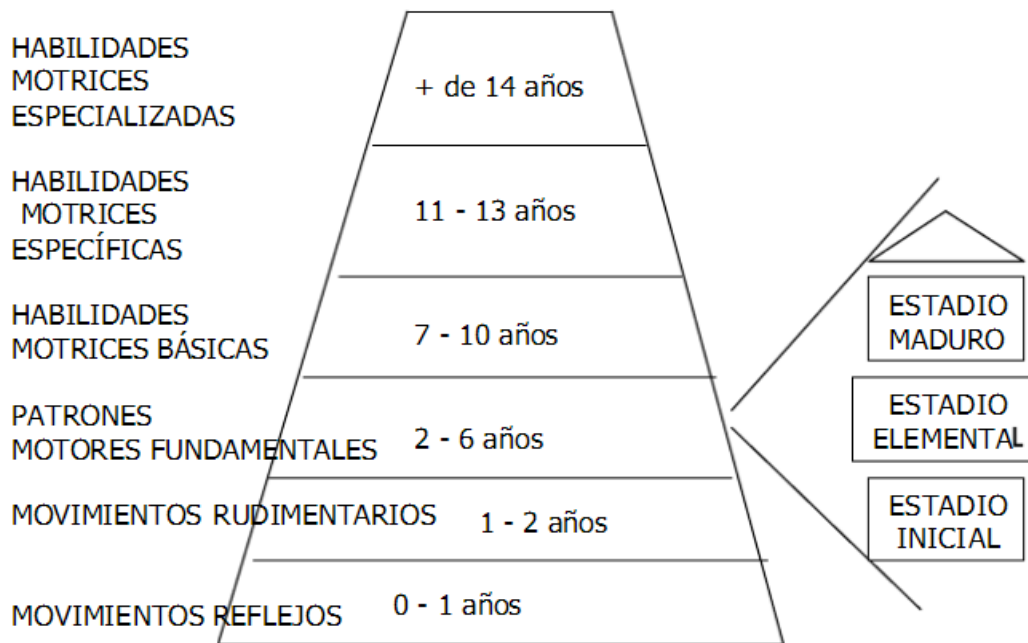 HABILIDADES
MOTRICES
ESPECIALIZADAS
+ de 14 años
HABILIDADES
MOTRICES
ESPECÍFICAS
11 - 13 años
HABILIDADES
MOTRICES BÁSICAS
7 - 10 años
PATRONES
MOTORES FUNDAMENTALES
2 - 6 años
MOVIMIENTOS RUDIMENTARIOS
1 - 2 años
MOVIMIENTOS REFLEJOS
0 - 1 años
ESTADIO
MADURO
ESTADIO
ELEMENTAL
ESTADIO
INICIAL